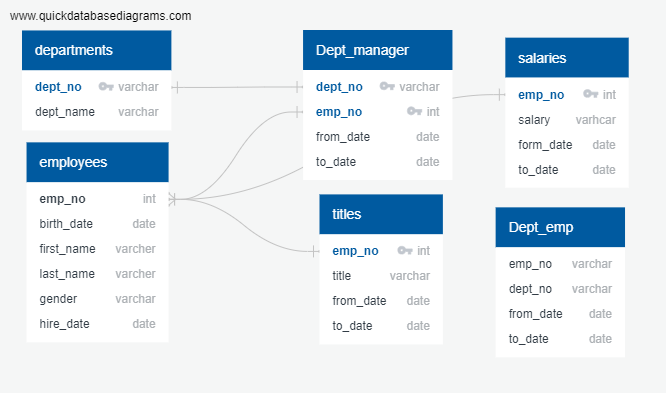 www.quickdatabasediagrams.com
departments
dept_no varchar
dept_name varchar
Dept_manager
dept_no varchar
emp_no int
from_date date
to_date date
salaries
emp_no int
salary varhcar
form_date date
to_date date
employees
emp_no int
birth_date date
first_name varcher
last_name varcher
gender varchar
hire_date date
titles
emp_no int
title varchar
from_date date
to_date date
Dept_emp
emp_no varchar
dept_no varchar
from_date date
to_date date